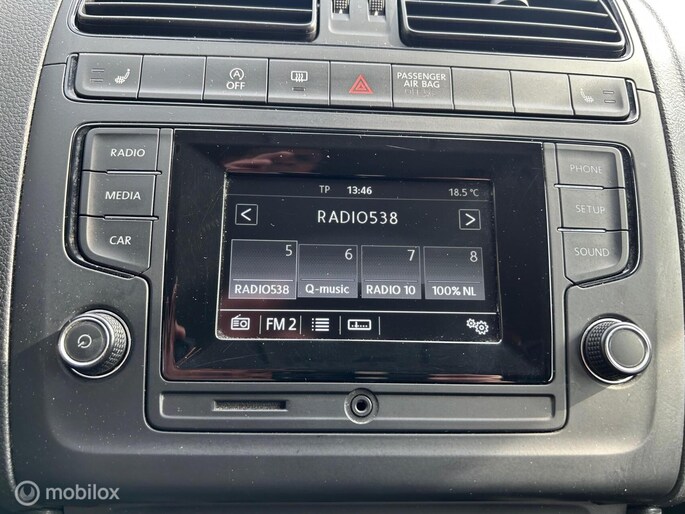 A OFF
PASSENGER AIR BAG
RADIO
MEDIA
CAR
PHONE
SETUP
SOUND
TP 13:46 18.5 °C
< RADIO538 >
5 6 7 8
RADIO538 Q-music RADIO 10 100% NL
FM 2
mobilox